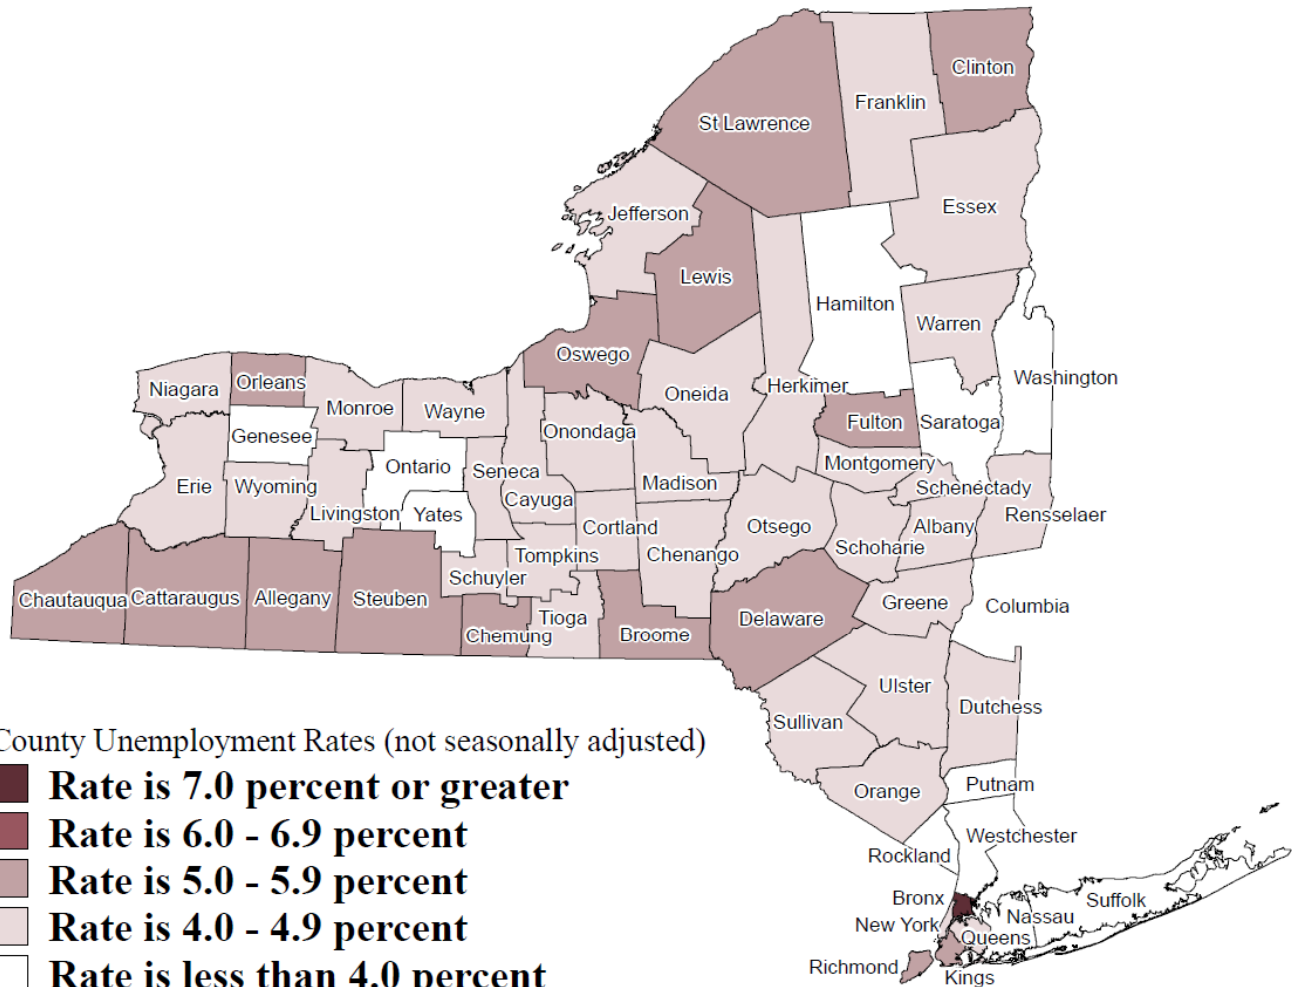 Clinton
Franklin
St Lawrence
Essex
Jefferson
Lewis
Hamilton
Warren
Oswego
Washington
Orleans
Niagara
Herkimer
Oneida
Monroe
Wayne
Fulton
Saratoga
Genesee
Onondaga
Ontario
Montgomery
Seneca
Madison
Erie
Wyoming
Schenectady
Cayuga
Livingston
Yates
Rensselaer
Cortland
Otsego
Albany
Schoharie
Tompkins
Chenango
Schuyler
Chautauqua
Cattaraugus
Allegany
Steuben
Greene
Columbia
Tioga
Delaware
Chemung
Broome
Ulster
Dutchess
Sullivan
Putnam
Orange
Westchester
Rockland
Bronx
Suffolk
Nassau
New York
Queens
Richmond
Kings
County Unemployment Rates (not seasonally adjusted)
Rate is 7.0 percent or greater
Rate is 6.0 - 6.9 percent
Rate is 5.0 - 5.9 percent
Rate is 4.0 - 4.9 percent
Rate is less than 4.0 percent